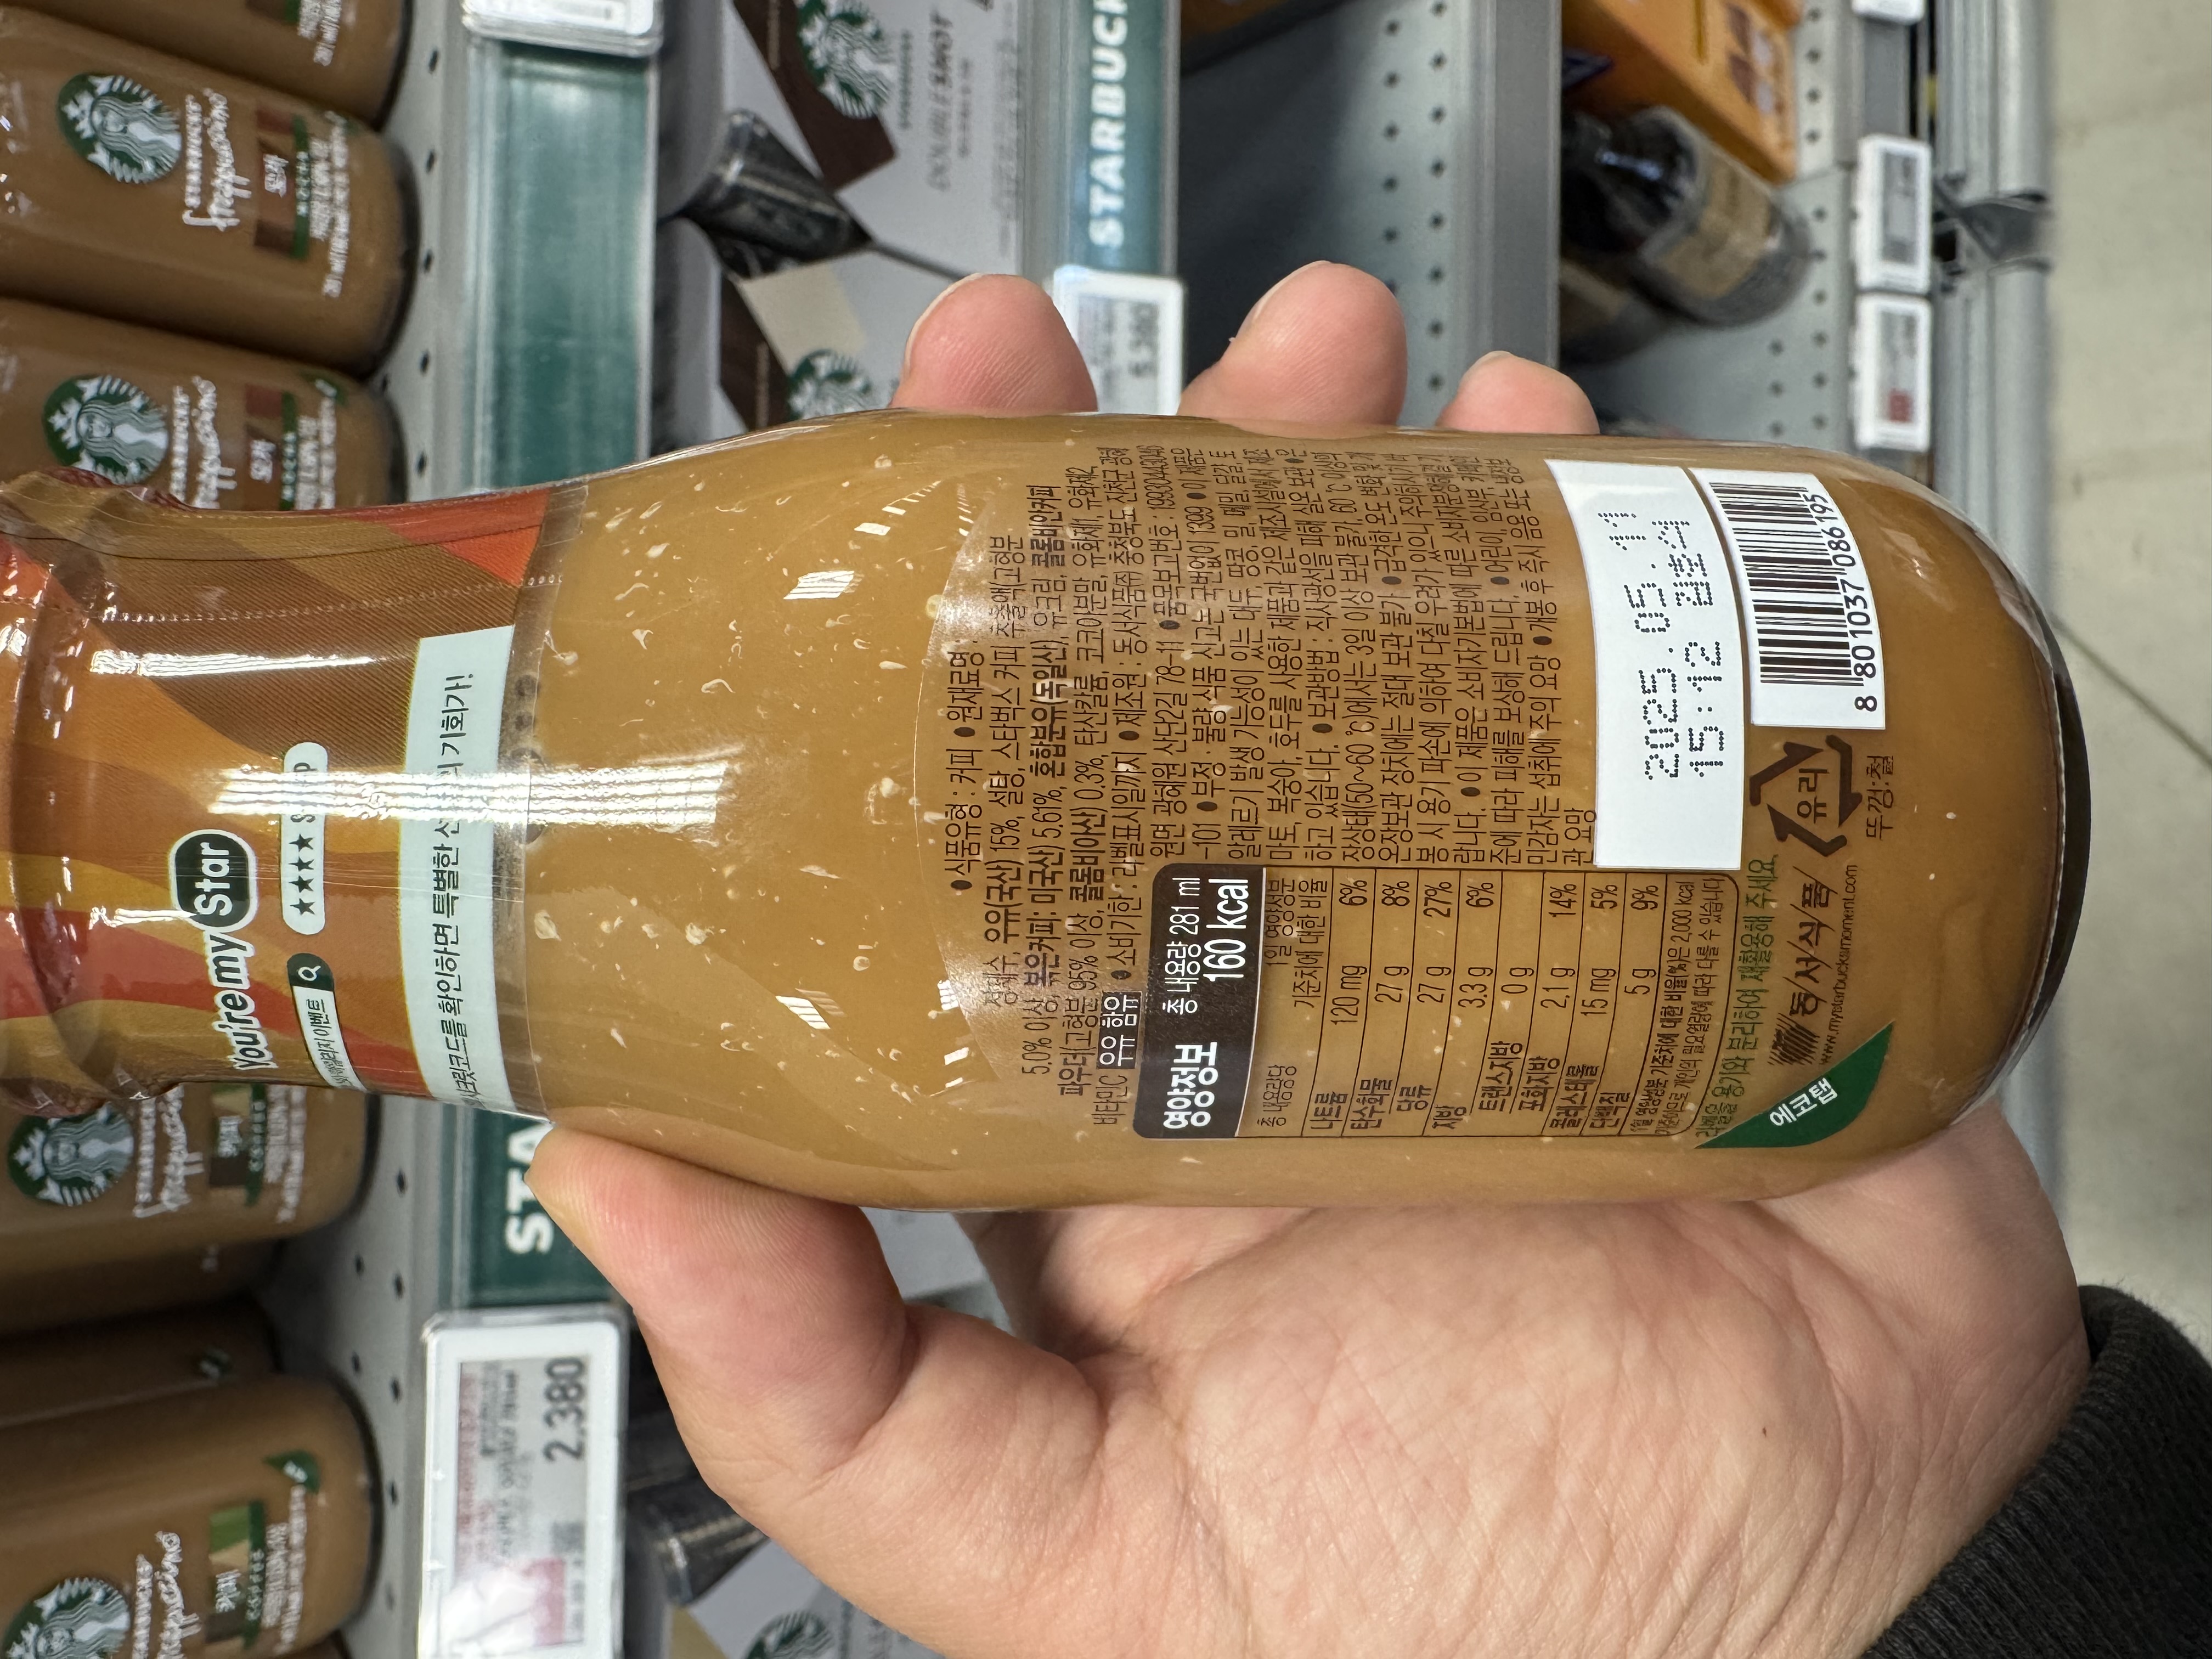 STARBUCKS
커피
COFFEE
STARBUCKS
커피
COFFEE
STARBUCKS
모카
MOCHA
STARBUCKS
frappuccino
모카
MOCHA
You're my Star
이벤트
★★★★
시크릿코드를 확인하면 특별한 기회가!
2,380
STA
STARBUCKS
DOUBLESHOT
5,380
STARBUC
●식품유형 : 커피 ●원재료명 :
정제수, 우유(국산) 15%, 설탕, 스타벅스 커피 추출액(고형분
5.0% 이상, 볶은커피: 미국산) 5.61%, 혼합분유(독일산), 유크림, 콜롬비안커피
파우더(고형분 95% 이상, 콜롬비아산) 0.3%, 탄산칼륨, 코코아분말, 유화제1, 유화제2,
비타민C 우유 함유 ●소비기한 : 라벨표시일까지 ●제조원 : 동서식품㈜ 충청북도 진천군 광혜
원면 광혜원 산단2길 78-11 ●품목보고번호 : 19930443046
-101 ●부정 · 불량 식품 신고는 국번없이 1399 ●이 제품은
알레르기 발생 가능성이 있는 대두, 땅콩, 밀, 메밀, 달걀, 토
마토, 복숭아, 호두를 사용한 제품과 같은 제조시설에서 제조
하고 있습니다. ●보관방법 : 직사광선을 피해 실온 보관 ●온
장상태(50~60 ℃)에서는 3일 이상 보관 불가, 60 ℃ 이상의
온장보관 장치에는 절대 보관 불가 ●급격한 온도 변화 및 개
봉 시 용기 파손에 의하여 다칠 우려가 있으니 주의하시기 바
랍니다. ●이 제품은 소비자기본법에 따른 소비자분쟁해결기
준에 따라 피해를 보상해 드립니다. ●어린이, 임산부, 카페인
민감자는 섭취에 주의 요망 ●개봉 후 즉시 음용 또는 냉장보
관 요망
영양정보
총 내용량 281 ml
160 kcal
총 내용량당 1일 영양성분
기준치에 대한 비율
나트륨 120 mg 6%
탄수화물 27 g 8%
당류 27 g 27%
지방 3.3 g 6%
트랜스지방 0 g
포화지방 2.1 g 14%
콜레스테롤 15 mg 5%
단백질 5 g 9%
1일 영양성분 기준치에 대한 비율(%)은 2,000 kcal
기준이므로 개인의 필요열량에 따라 다를 수 있습니다
2025.05.11
15:12
라벨을 용기와 분리하여 재활용해 주세요.
에코탭
동서식품
www.mystarbucksmoment.com
유리
뚜껑:철
8 801037 086195